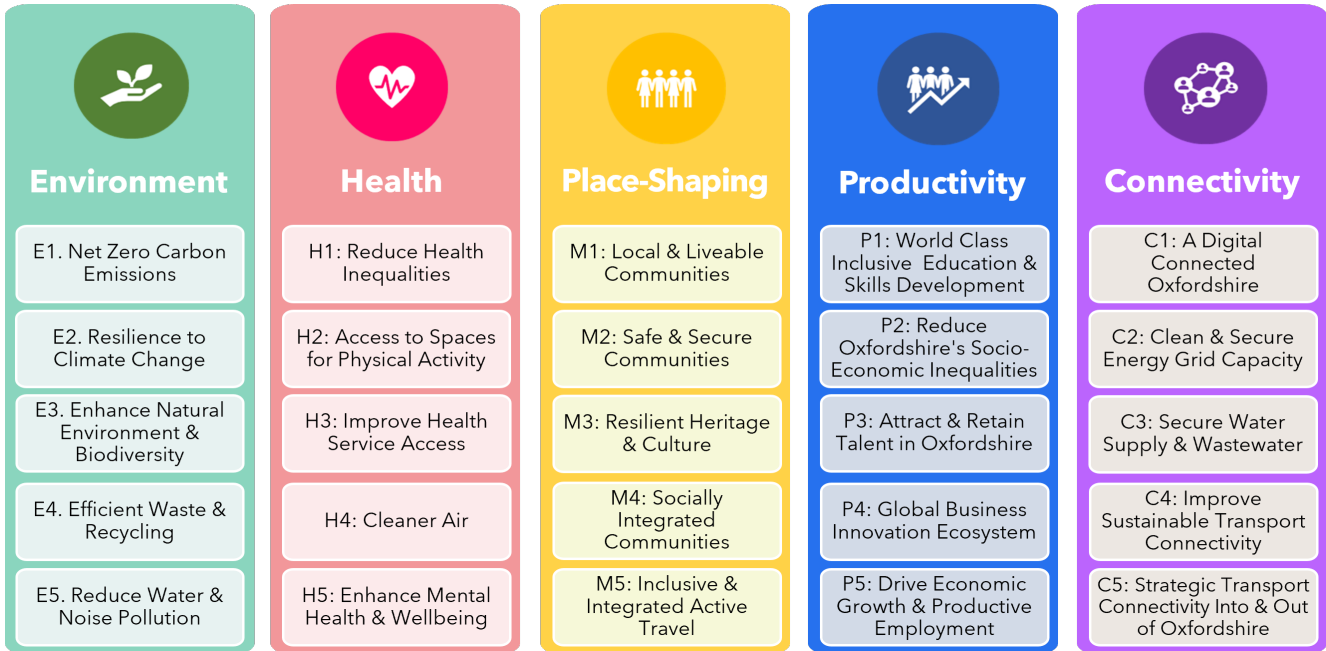 Environment
E1. Net Zero Carbon
Emissions
E2. Resilience to
Climate Change
E3. Enhance Natural
Environment &
Biodiversity
E4. Efficient Waste &
Recycling
E5. Reduce Water &
Noise Pollution
Health
H1: Reduce Health
Inequalities
H2: Access to Spaces
for Physical Activity
H3: Improve Health
Service Access
H4: Cleaner Air
H5: Enhance Mental
Health & Wellbeing
Place-Shaping
M1: Local & Liveable
Communities
M2: Safe & Secure
Communities
M3: Resilient Heritage
& Culture
M4: Socially
Integrated
Communities
M5: Inclusive &
Integrated Active
Travel
Productivity
P1: World Class
Inclusive  Education &
Skills Development
P2: Reduce
Oxfordshire's Socio-
Economic Inequalities
P3: Attract & Retain
Talent in Oxfordshire
P4: Global Business
Innovation Ecosystem
P5: Drive Economic
Growth & Productive
Employment
Connectivity
C1: A Digital
Connected
Oxfordshire
C2: Clean & Secure
Energy Grid Capacity
C3: Secure Water
Supply & Wastewater
C4: Improve
Sustainable Transport
Connectivity
C5: Strategic Transport
Connectivity Into & Out
of Oxfordshire